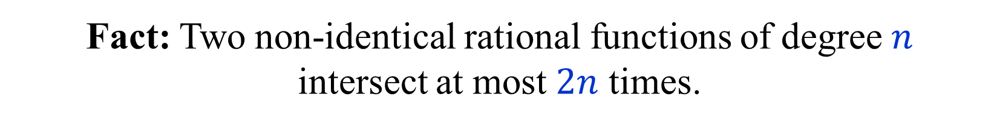 Fact: Two non-identical rational functions of degree n
intersect at most 2n times.